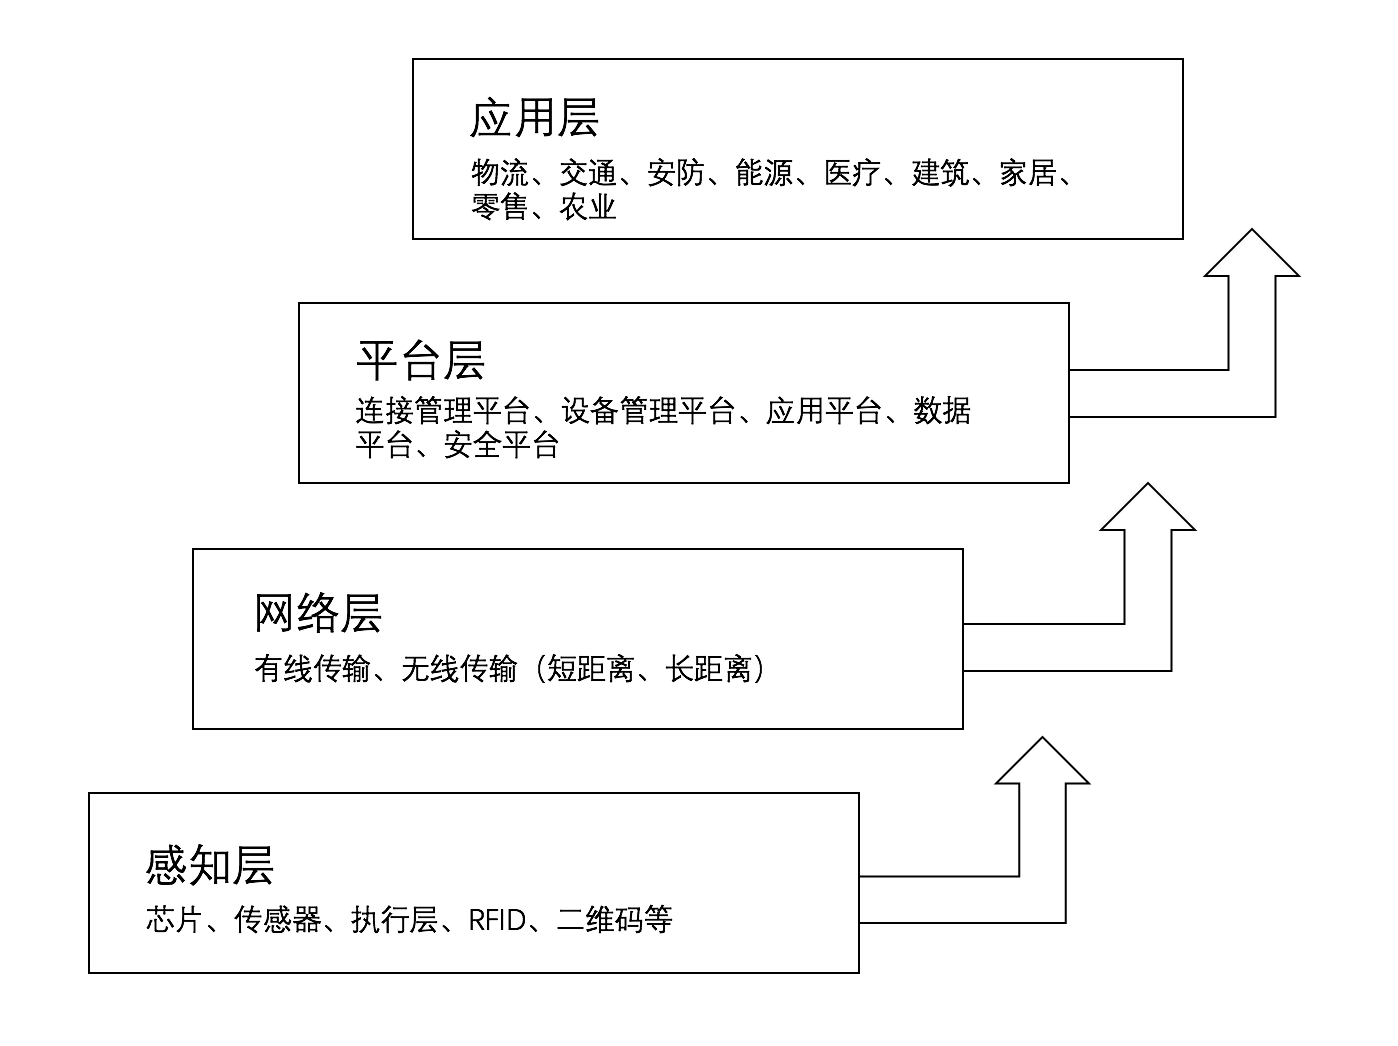 应用层
物流、交通、安防、能源、医疗、建筑、家居、
零售、农业
平台层
连接管理平台、设备管理平台、应用平台、数据
平台、安全平台
网络层
有线传输、无线传输（短距离、长距离）
感知层
芯片、传感器、执行层、RFID、二维码等